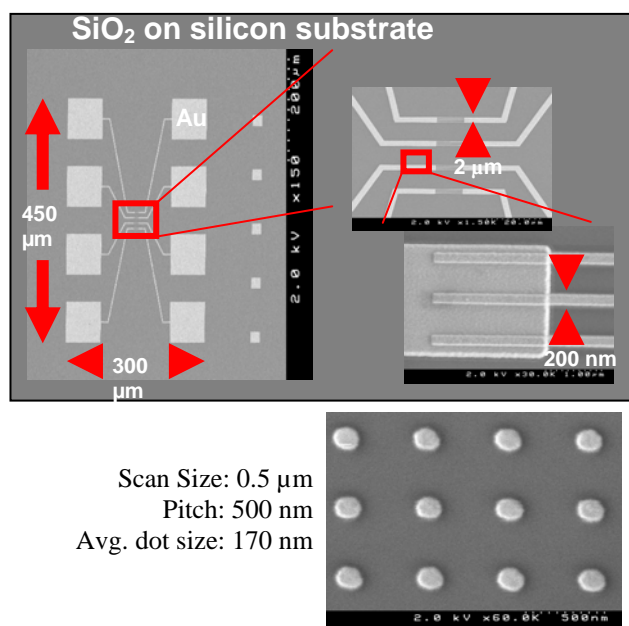 SiO₂ on silicon substrate
Au
450
µm
300
µm
2.0 kV x150 200µm
2 µm
2.0 kV x1.50K 20.0µm
200 nm
2.0 kV x30.0K 1.00µm
Scan Size: 0.5 µm
Pitch: 500 nm
Avg. dot size: 170 nm
2.0 kV x60.0K 500nm